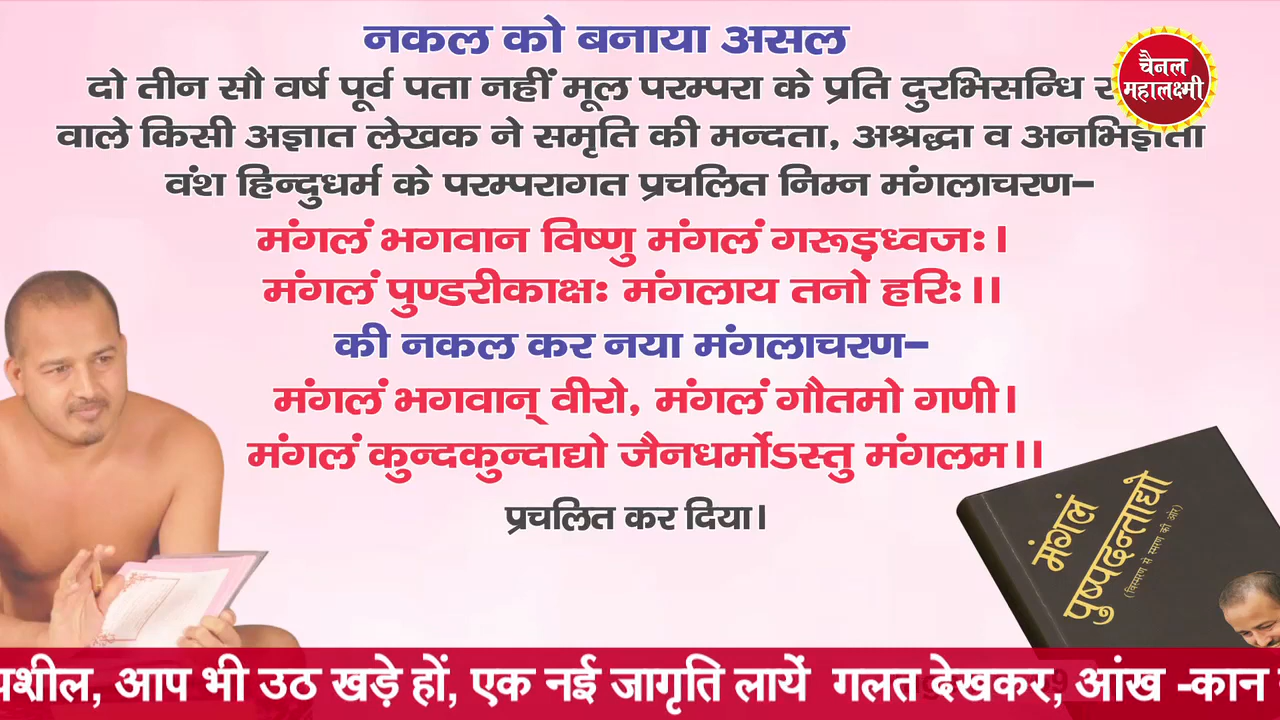 नकल को बनाया असल
दो तीन सौ वर्ष पूर्व पता नहीं मूल परम्परा के प्रति दुरभिसन्धि
चैनल
महालक्ष्मी
वाले किसी अज्ञात लेखक ने समृति की मन्दता, अश्रद्धा व अनभिज्ञता
वंश हिन्दुधर्म के परम्परागत प्रचलित निम्न मंगलाचरण–
मंगलं भगवान विष्णु मंगलं गरूड़ध्वजः।
मंगलं पुण्डरीकाक्षः मंगलाय तनो हरिः।।
की नकल कर नया मंगलाचरण–
मंगलं भगवान् वीरो, मंगलं गौतमो गणी।
मंगलं कुन्दकुन्दाद्यो जैनधर्मोऽस्तु मंगलम।।
प्रचलित कर दिया।
मंगलं
पुष्पदन्ताद्यो
(विस्मरण से स्मरण की ओर)
आप भी उठ खड़े हों, एक नई जागृति लायें गलत देखकर, आंख -कान